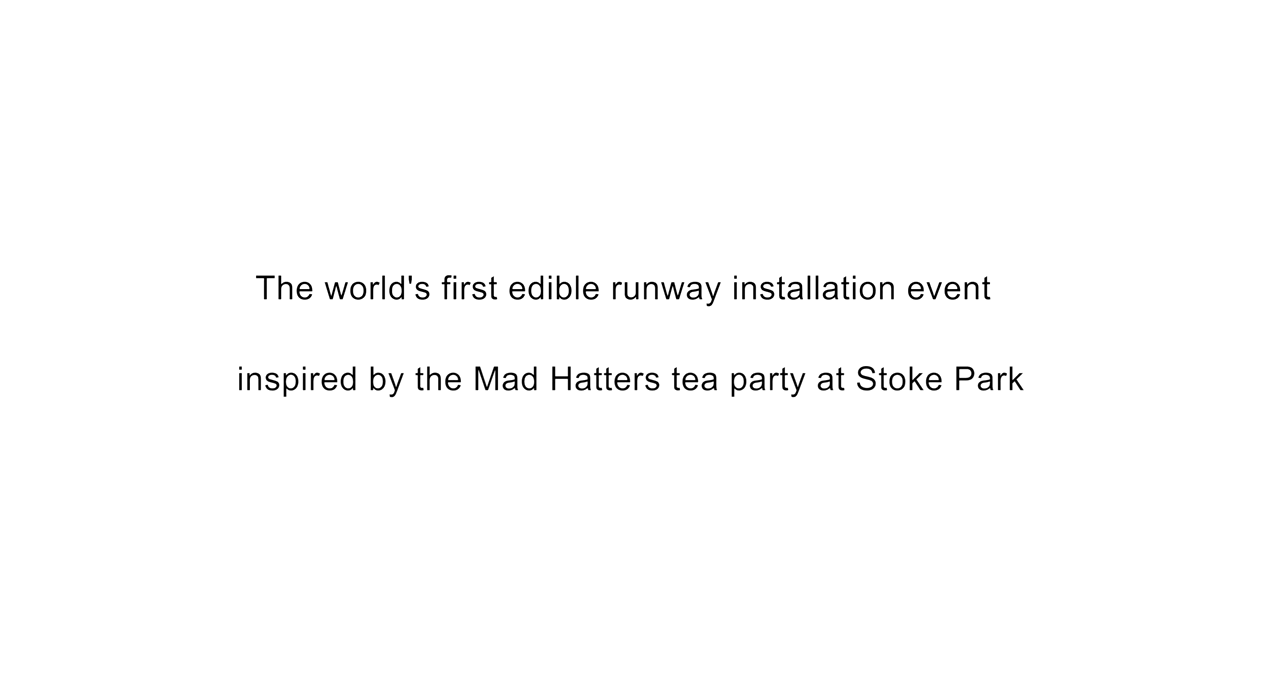 The world's first edible runway installation event
inspired by the Mad Hatters tea party at Stoke Park